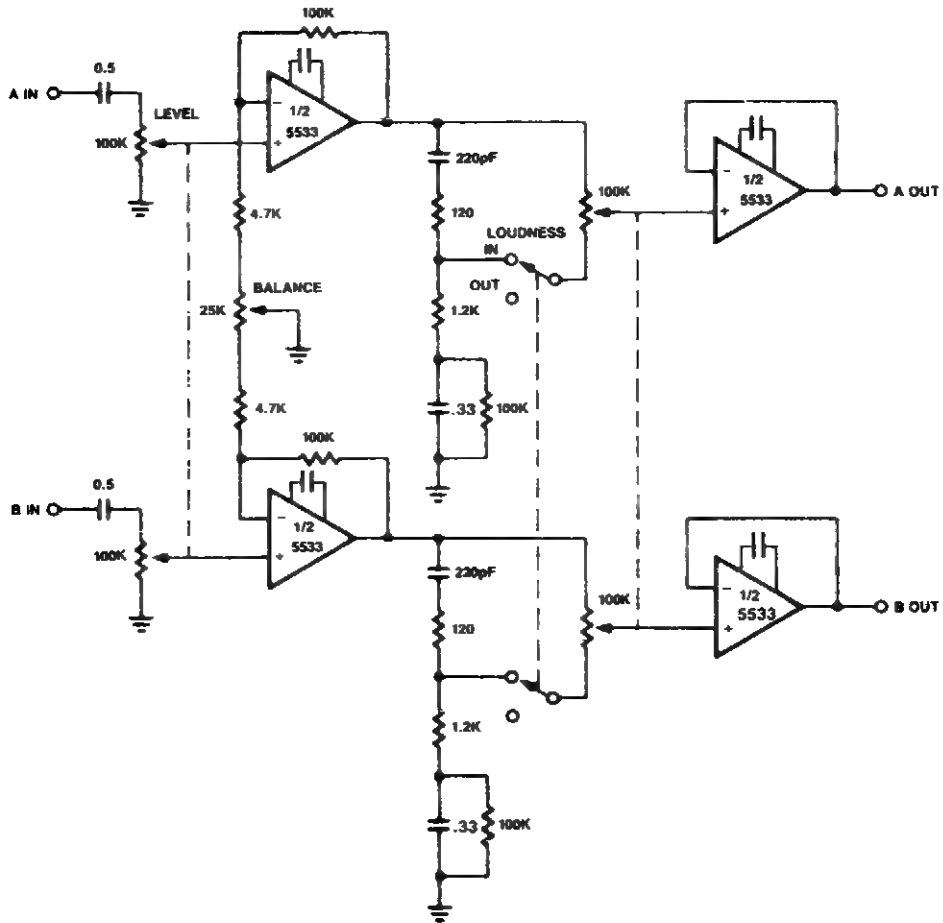 100K
0.5
A IN
LEVEL
100K
-
1/2
5533
+
220pF
100K
-
1/2
5533
+
A OUT
4.7K
120
LOUDNESS
IN
OUT
BALANCE
25K
1.2K
4.7K
.33
100K
100K
0.5
B IN
100K
-
1/2
5533
+
220pF
100K
-
1/2
5533
+
B OUT
120
1.2K
.33
100K